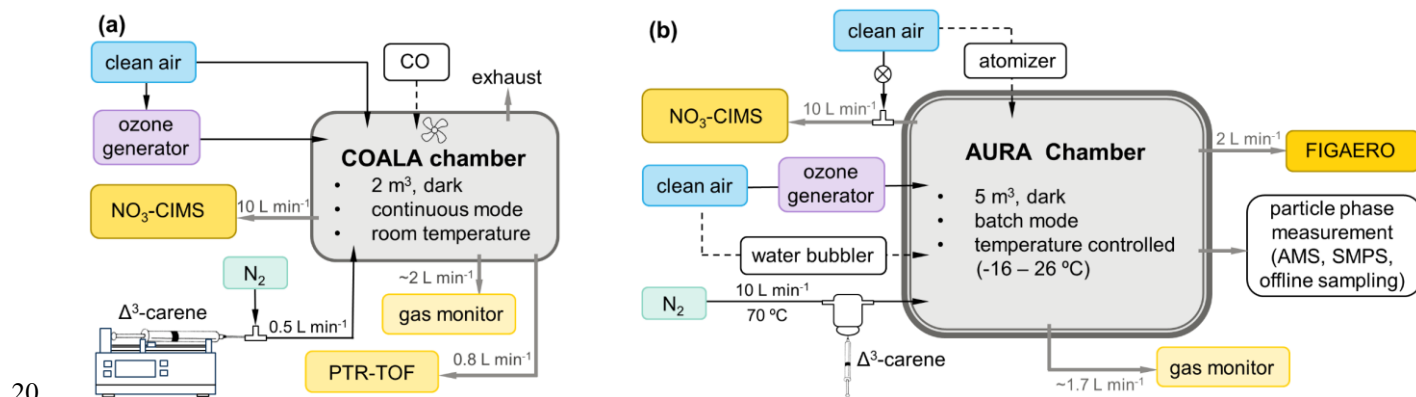 (a)
clean air
CO
exhaust
ozone
generator
COALA chamber
• 2 m³, dark
• continuous mode
• room temperature
NO₃-CIMS
10 L min⁻¹
N₂
Δ³-carene
0.5 L min⁻¹
~2 L min⁻¹
gas monitor
0.8 L min⁻¹
PTR-TOF
20
(b)
clean air
atomizer
NO₃-CIMS
10 L min⁻¹
AURA Chamber
• 5 m³, dark
• batch mode
• temperature controlled
(-16 – 26 ºC)
2 L min⁻¹
FIGAERO
clean air
ozone
generator
water bubbler
particle phase
measurement
(AMS, SMPS,
offline sampling)
N₂
10 L min⁻¹
70 ºC
Δ³-carene
~1.7 L min⁻¹
gas monitor